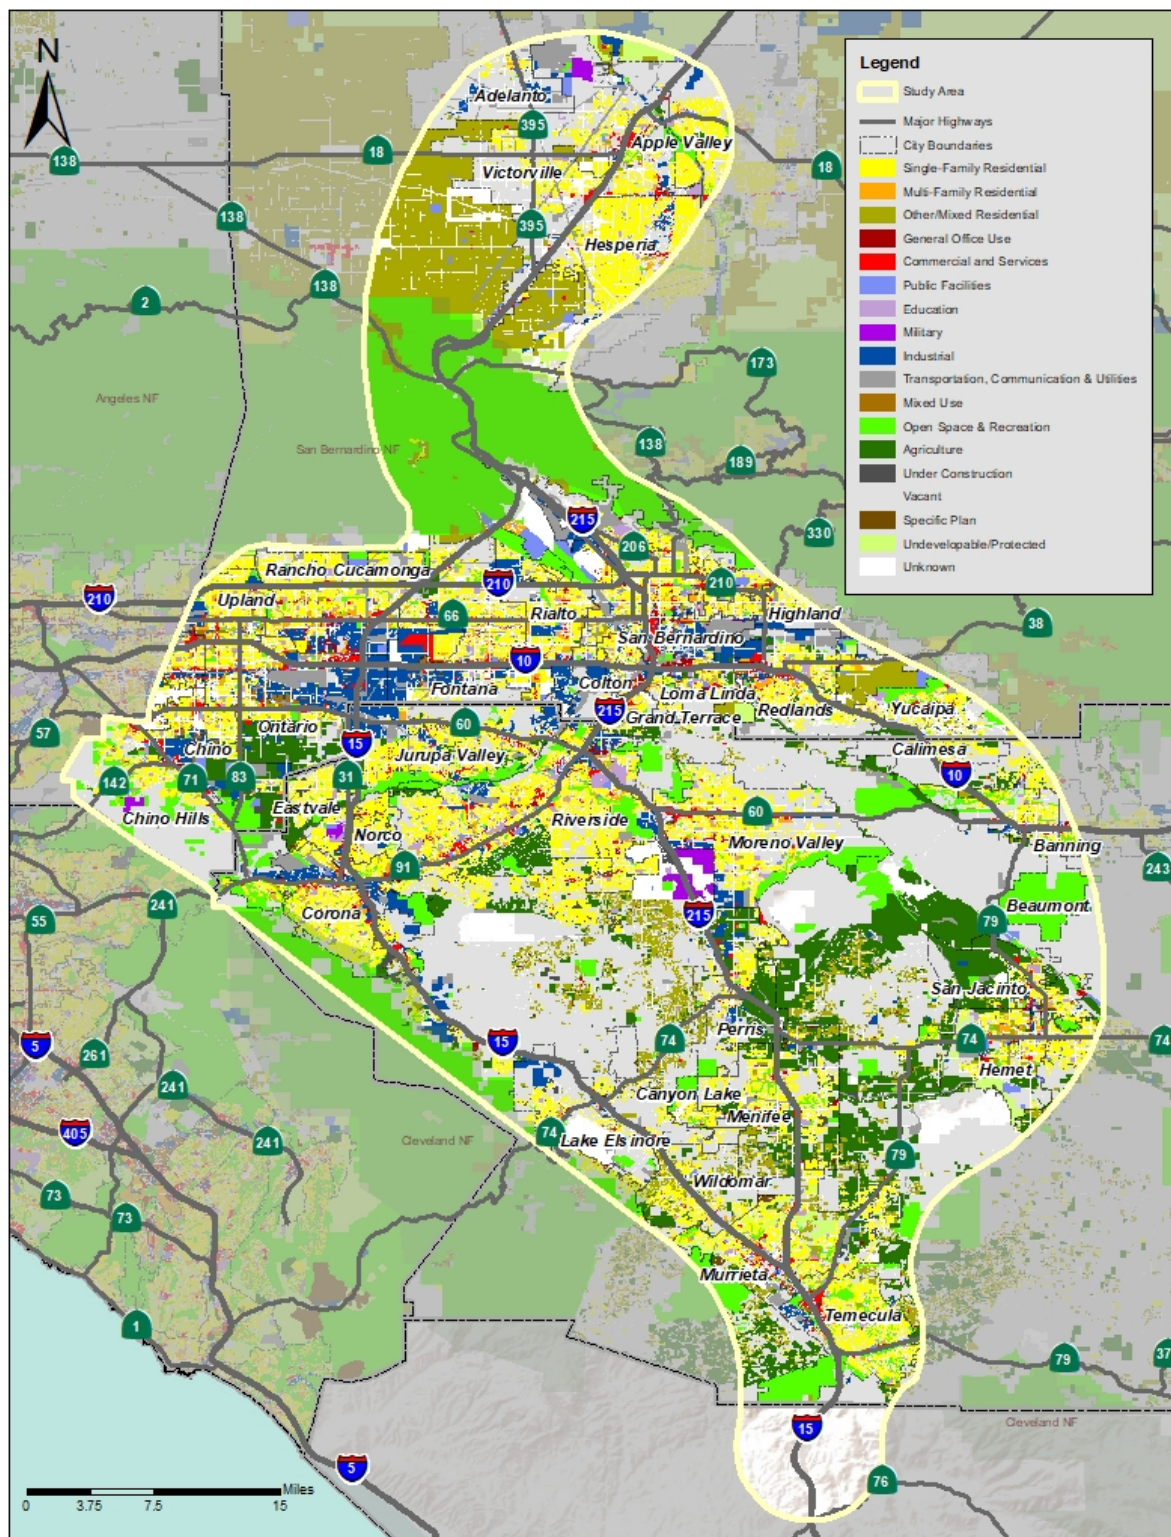 N
Legend
Study Area
Major Highways
City Boundaries
Single-Family Residential
Multi-Family Residential
Other/Mixed Residential
General Office Use
Commercial and Services
Public Facilities
Education
Military
Industrial
Transportation, Communication & Utilities
Mixed Use
Open Space & Recreation
Agriculture
Under Construction
Vacant
Specific Plan
Undevelopable/Protected
Unknown
Adelanto
395
Apple Valley
138
18
18
Victorville
138
395
Hesperia
138
2
173
Angeles NF
San Bernardino NF
138
189
215
330
206
Rancho Cucamonga
210
210
210
Upland
66
Rialto
Highland
38
San Bernardino
10
Colton
Fontana
Loma Linda
215
Grand Terrace
Redlands
Yucaipa
57
Ontario
60
Chino
15
Jurupa Valley
Calimesa
10
142
71
83
31
Eastvale
Chino Hills
Norco
Riverside
60
Moreno Valley
Banning
91
243
241
Corona
215
Beaumont
55
79
San Jacinto
5
15
Perris
74
74
74
261
Hemet
241
Canyon Lake
Menifee
405
241
Cleveland NF
74
Lake Elsinore
79
73
Wildomar
73
Murrieta
Temecula
1
79
37
Cleveland NF
15
5
76
Miles
0
3.75
7.5
15